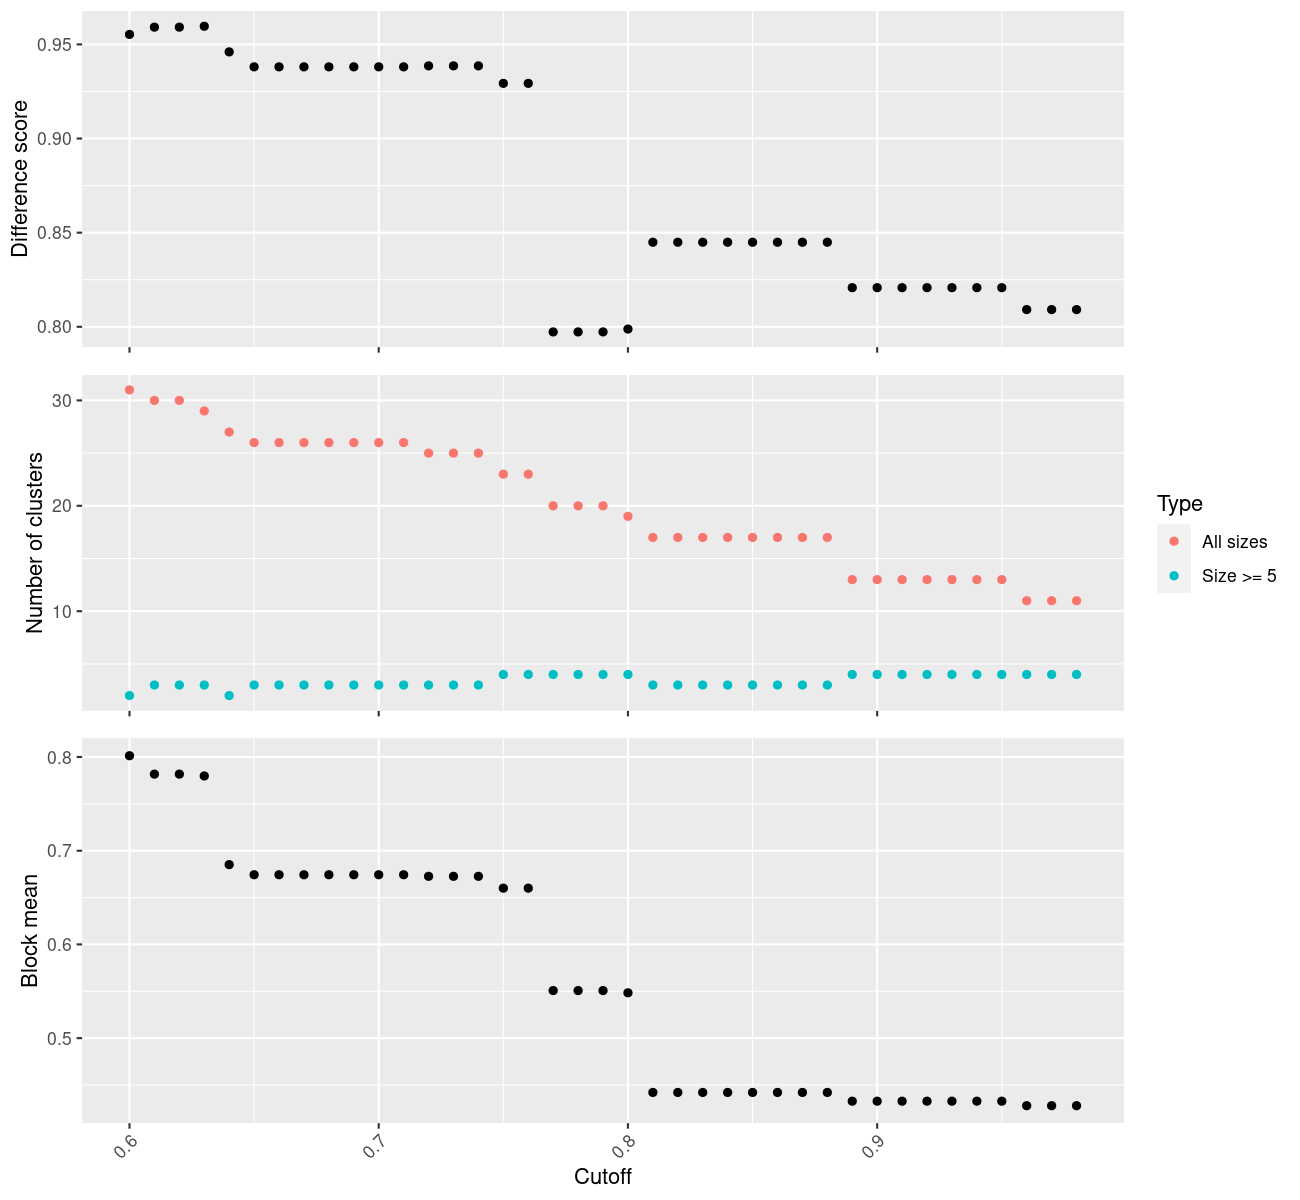 Difference score
0.95
0.90
0.85
0.80
Number of clusters
30
20
10
Type
All sizes
Size >= 5
Block mean
0.8
0.7
0.6
0.5
0.6
0.7
0.8
0.9
Cutoff